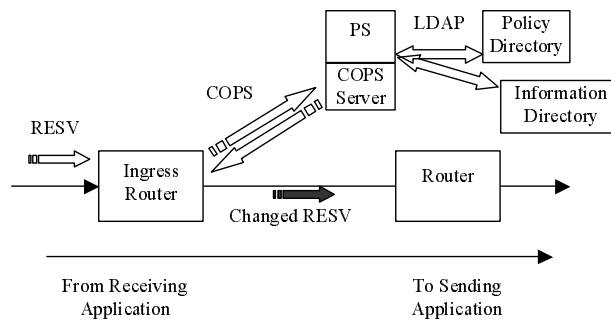 PS
LDAP
Policy
Directory
COPS
Server
COPS
Information
Directory
RESV
Ingress
Router
Router
Changed RESV
From Receiving
Application
To Sending
Application